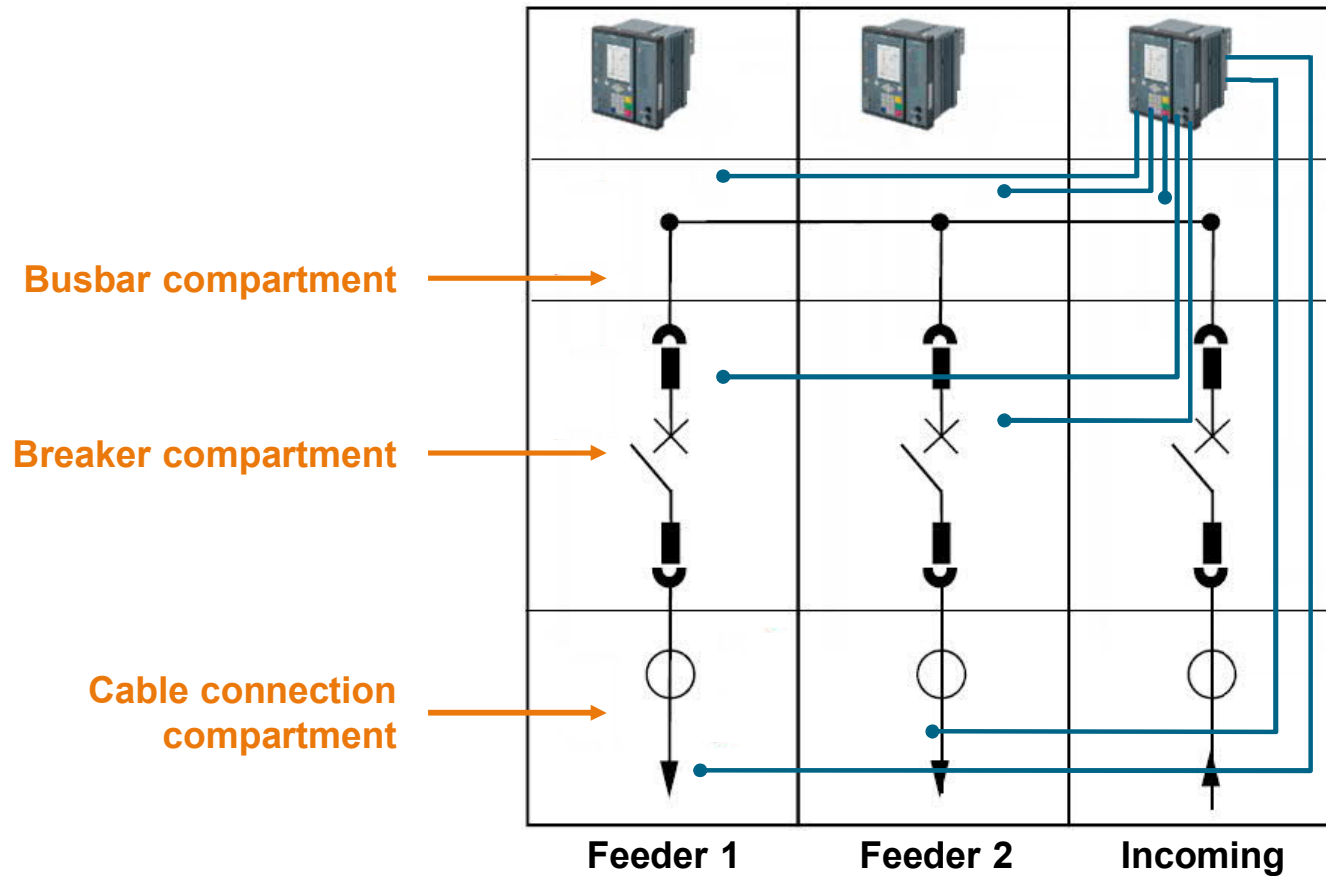 Busbar compartment
Breaker compartment
Cable connection
compartment
Feeder 1
Feeder 2
Incoming